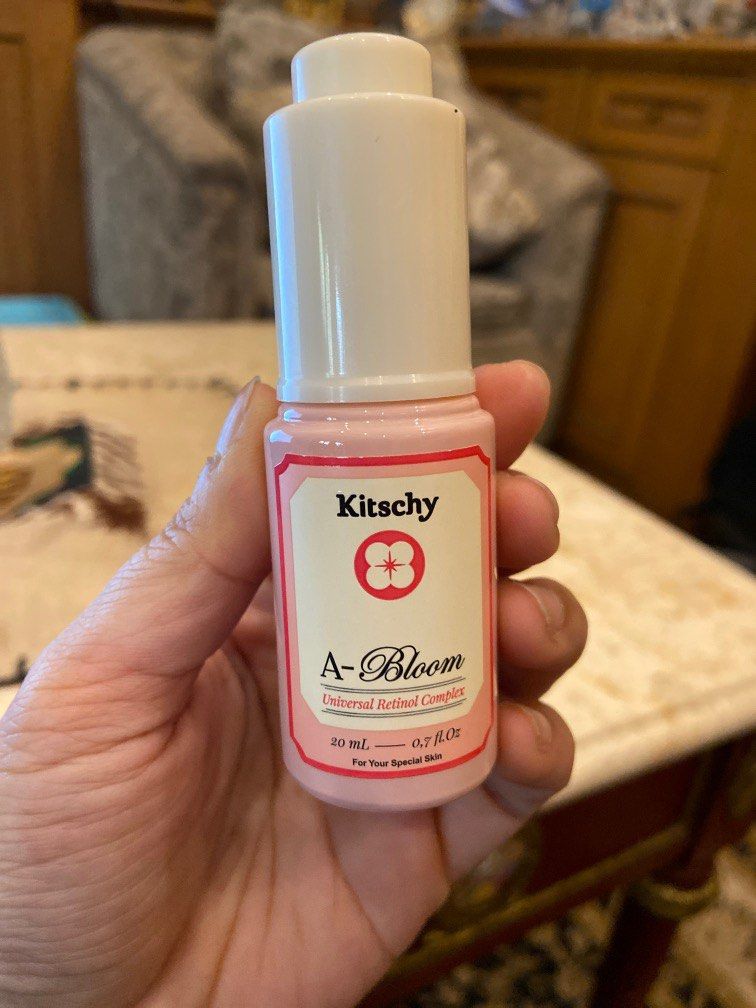 Kitschy
A-Bloom
Universal Retinol Complex
20 mL — 0,7 fl.Oz
For Your Special Skin